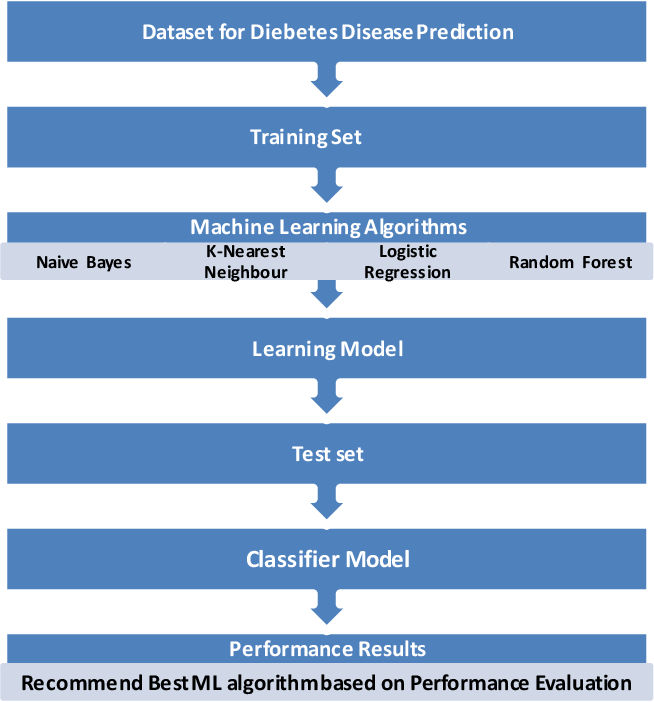 Dataset for Diebetes Disease Prediction
Training Set
Machine Learning Algorithms
Naive Bayes
K-Nearest
Neighbour
Logistic
Regression
Random Forest
Learning Model
Test set
Classifier Model
Performance Results
Recommend Best ML algorithm based on Performance Evaluation